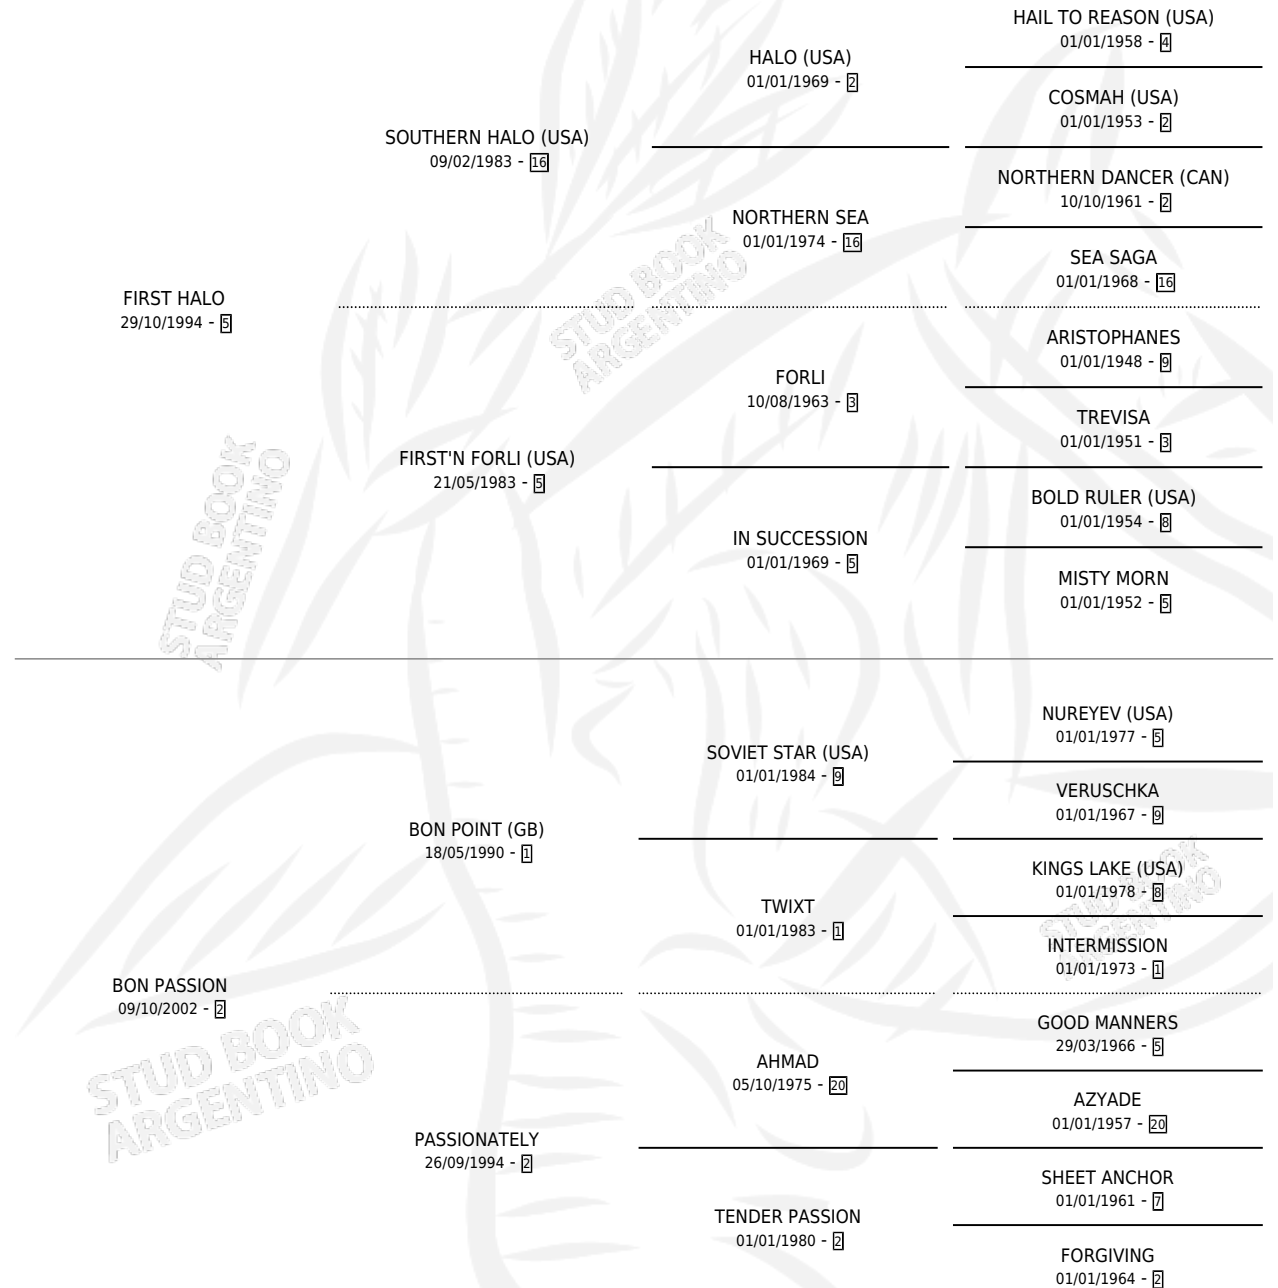 HAIL TO REASON (USA)
01/01/1958 - 4
HALO (USA)
01/01/1969 - 2
COSMAH (USA)
01/01/1953 - 2
SOUTHERN HALO (USA)
09/02/1983 - 16
NORTHERN DANCER (CAN)
10/10/1961 - 2
NORTHERN SEA
01/01/1974 - 16
SEA SAGA
01/01/1968 - 16
FIRST HALO
29/10/1994 - 5
STUD BOOK
ARGENTINO
ARISTOPHANES
01/01/1948 - 9
FORLI
10/08/1963 - 3
TREVISA
01/01/1951 - 3
FIRST'N FORLI (USA)
21/05/1983 - 5
BOLD RULER (USA)
01/01/1954 - 8
IN SUCCESSION
01/01/1969 - 5
MISTY MORN
01/01/1952 - 5
STUD BOOK
ARGENTINO
NUREYEV (USA)
01/01/1977 - 5
SOVIET STAR (USA)
01/01/1984 - 9
VERUSCHKA
01/01/1967 - 9
BON POINT (GB)
18/05/1990 - 1
KINGS LAKE (USA)
01/01/1978 - 8
TWIXT
01/01/1983 - 1
STUD BOOK
ARGENTINO
INTERMISSION
01/01/1973 - 1
BON PASSION
09/10/2002 - 2
GOOD MANNERS
29/03/1966 - 5
AHMAD
05/10/1975 - 20
STUD BOOK
ARGENTINO
AZYADE
01/01/1957 - 20
PASSIONATELY
26/09/1994 - 2
SHEET ANCHOR
01/01/1961 - 7
TENDER PASSION
01/01/1980 - 2
FORGIVING
01/01/1964 - 2